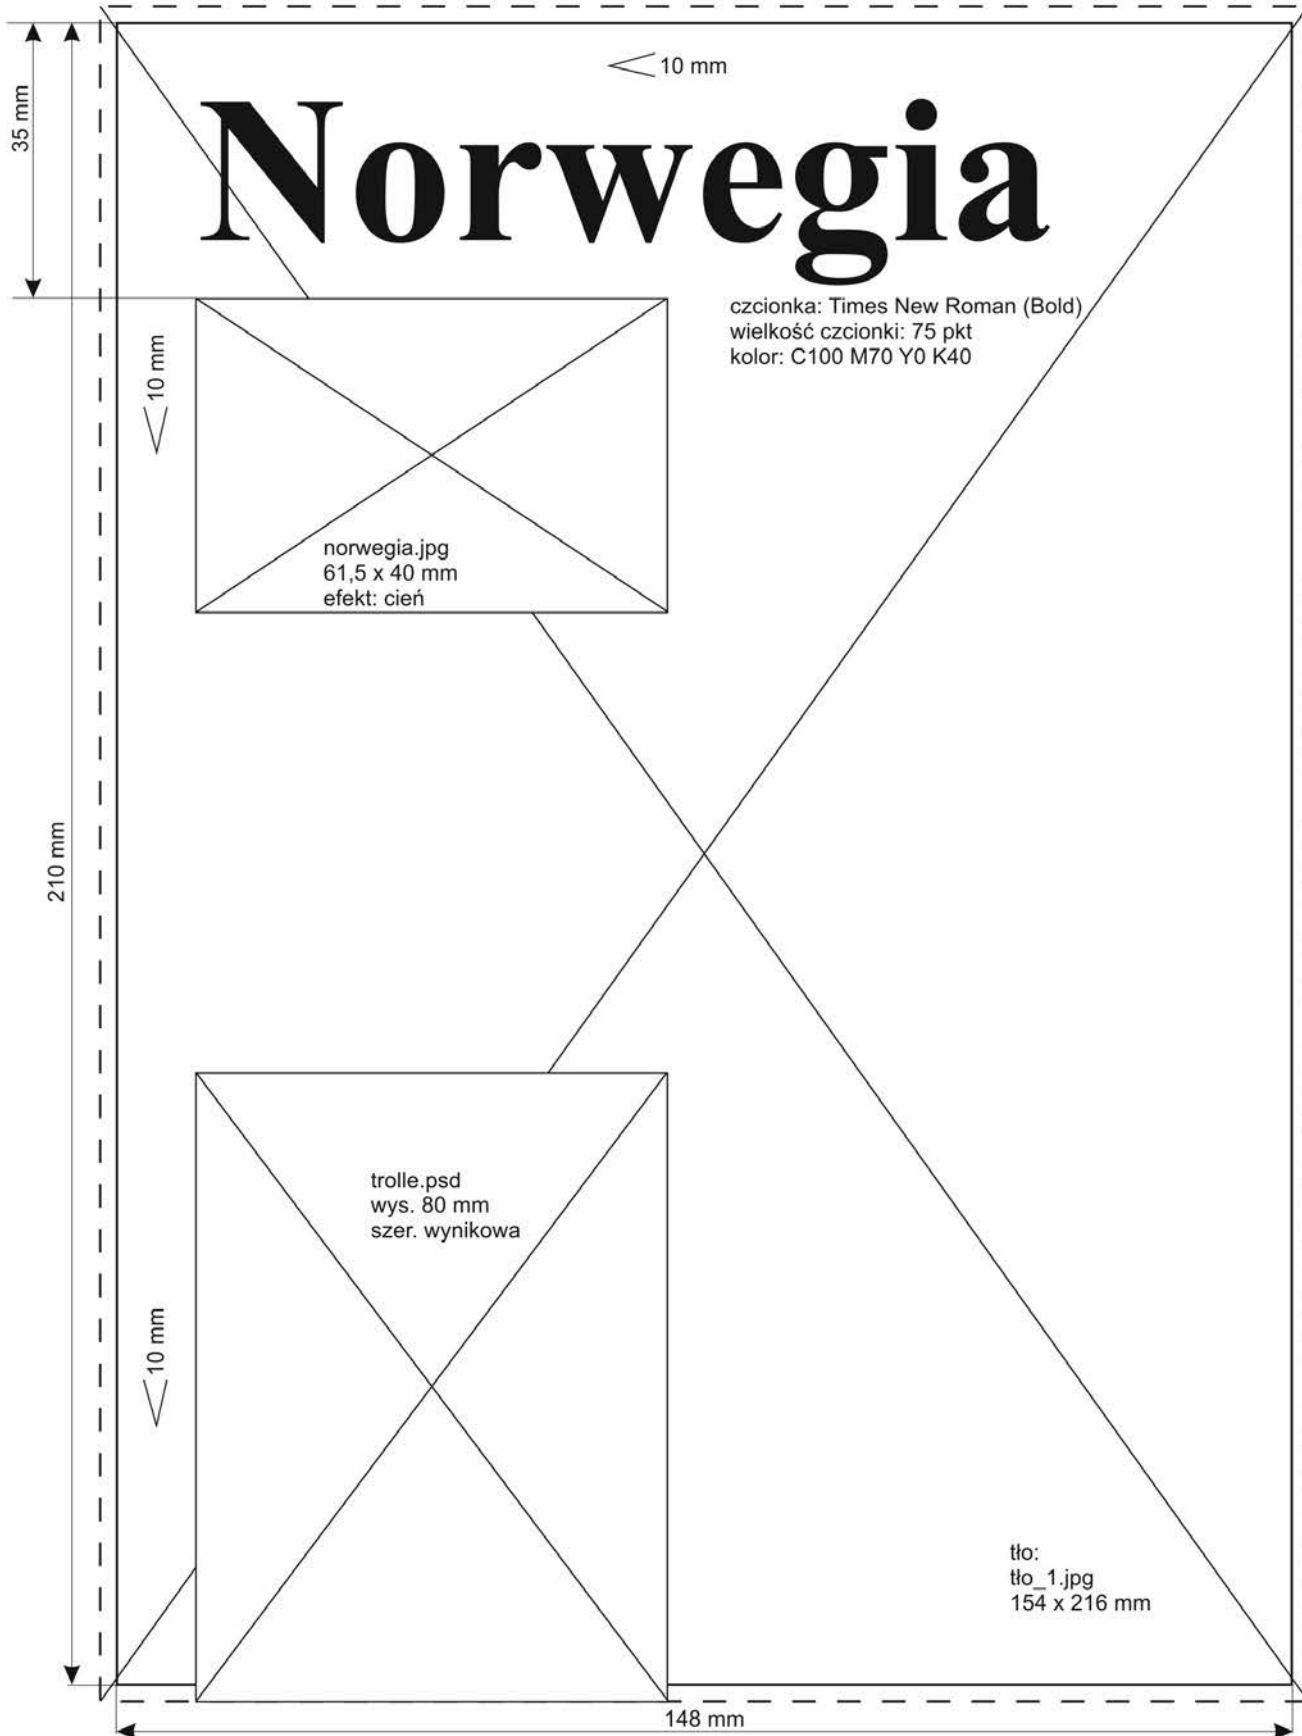 10 mm
35 mm
Norwegia
czcionka: Times New Roman (Bold)
wielkość czcionki: 75 pkt
kolor: C100 M70 Y0 K40
10 mm
norwegia.jpg
61,5 x 40 mm
efekt: cień
210 mm
trolle.psd
wys. 80 mm
szer. wynikowa
10 mm
tło:
tło_1.jpg
154 x 216 mm
148 mm